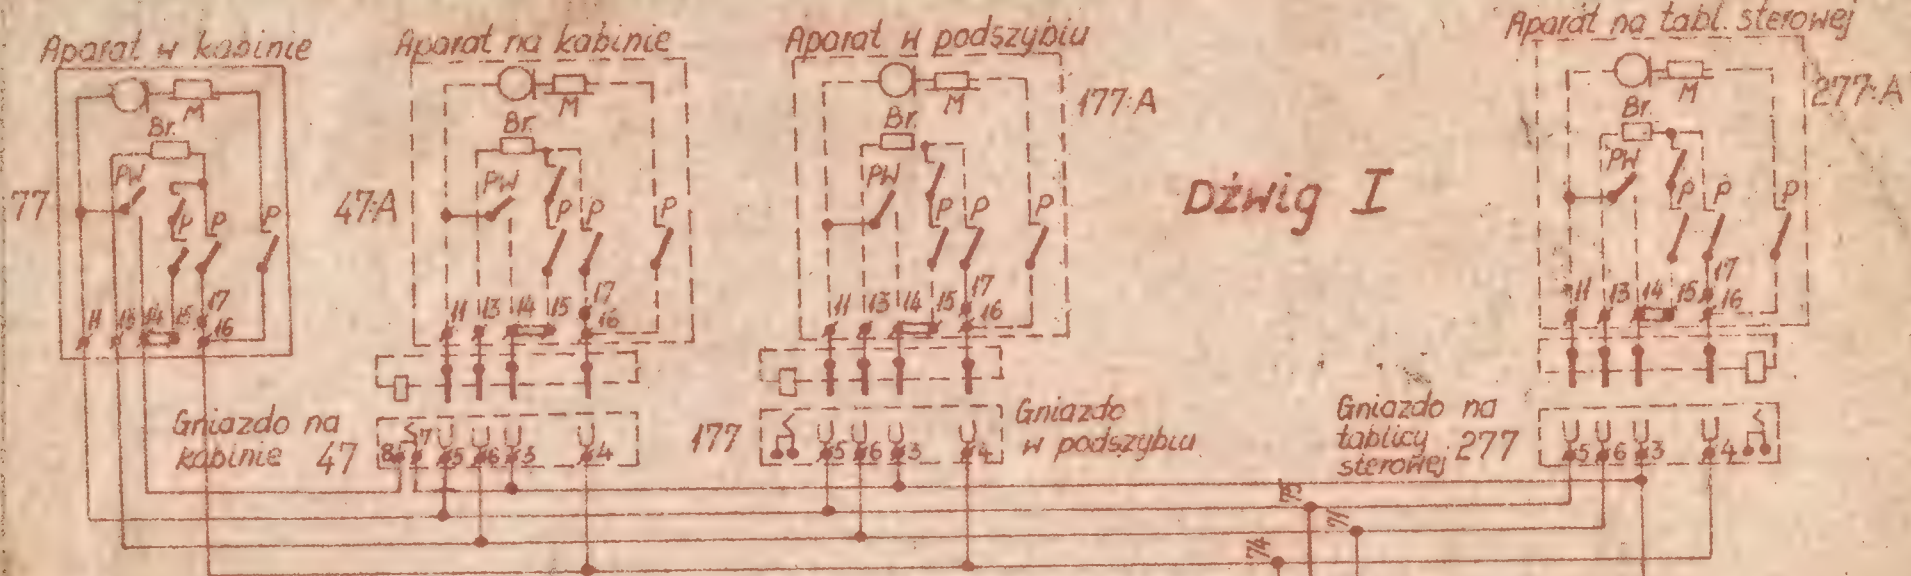 Aparat w kabinie
Aparat na kabinie
Aparat w podszybiu
Aparat na tabl. sterowej
M
Br.
PW
P
P
P
77
11
13
14
15
17
16
M
Br.
PW
P
P
P
47:A
11
13
14
15
17
16
M
Br.
PW
P
P
P
177:A
11
13
14
15
17
16
Dźwig I
M
Br.
PW
P
P
P
277:A
11
13
14
15
17
16
Gniazdo na
kabinie 47
8
7
5
6
3
4
177
5
6
3
4
Gniazdo
w podszybiu
Gniazdo na
tablicy
sterowej 277
5
6
3
4
74